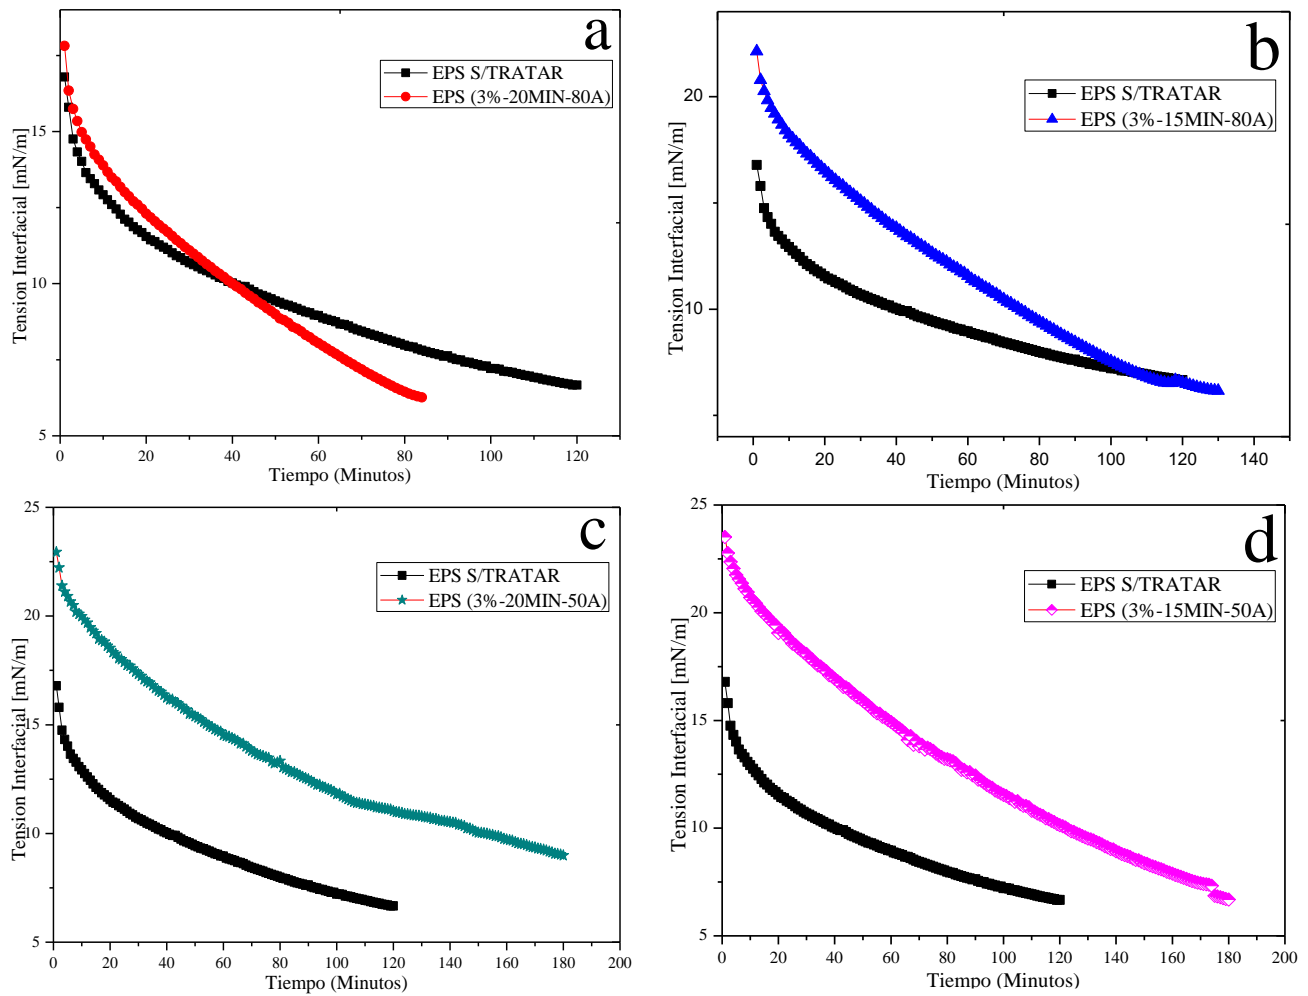 a
EPS S/TRATAR
EPS (3%-20MIN-80A)
Tension Interfacial [mN/m]
15
10
5
0 20 40 60 80 100 120
Tiempo (Minutos)
b
EPS S/TRATAR
EPS (3%-15MIN-80A)
Tension Interfacial [mN/m]
20
10
0 20 40 60 80 100 120 140
Tiempo (Minutos)
c
EPS S/TRATAR
EPS (3%-20MIN-50A)
Tension Interfacial [mN/m]
25
20
15
10
5
0 20 40 60 80 100 120 140 160 180 200
Tiempo (Minutos)
d
EPS S/TRATAR
EPS (3%-15MIN-50A)
Tension Interfacial [mN/m]
25
20
15
10
5
0 20 40 60 80 100 120 140 160 180 200
Tiempo (Minutos)